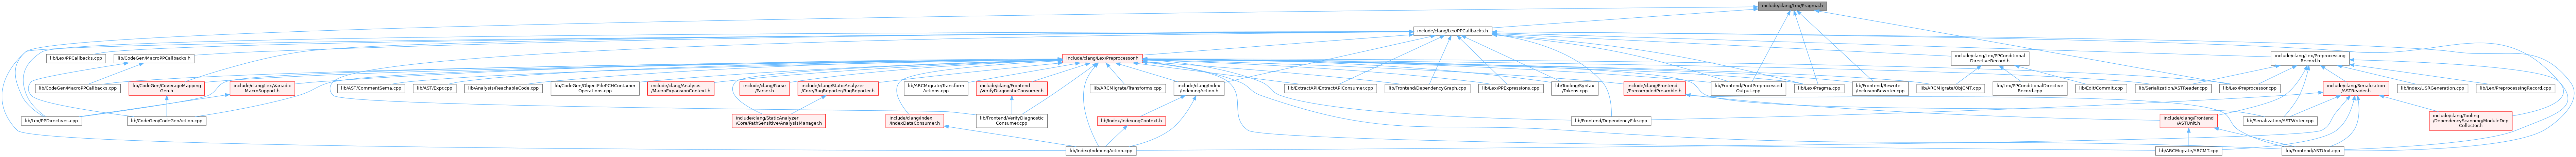 include/clang/Lex/Pragma.h
include/clang/Lex/PPCallbacks.h
lib/Lex/PPCallbacks.cpp
lib/CodeGen/MacroPPCallbacks.h
include/clang/Lex/Preprocessor.h
include/clang/Lex/PPConditional
DirectiveRecord.h
include/clang/Lex/Preprocessing
Record.h
lib/CodeGen/MacroPPCallbacks.cpp
lib/CodeGen/CoverageMapping
Gen.h
include/clang/Lex/Variadic
MacroSupport.h
lib/AST/CommentSema.cpp
lib/AST/Expr.cpp
lib/Analysis/ReachableCode.cpp
lib/CodeGen/ObjectFilePCHContainer
Operations.cpp
include/clang/Analysis
/MacroExpansionContext.h
include/clang/Parse
/Parser.h
include/clang/StaticAnalyzer
/Core/BugReporter/BugReporter.h
lib/ARCMigrate/Transform
Actions.cpp
include/clang/Frontend
/VerifyDiagnosticConsumer.h
lib/ARCMigrate/Transforms.cpp
include/clang/Index
/IndexingAction.h
lib/ExtractAPI/ExtractAPIConsumer.cpp
lib/Frontend/DependencyGraph.cpp
lib/Lex/PPExpressions.cpp
lib/Tooling/Syntax
/Tokens.cpp
include/clang/Frontend
/PrecompiledPreamble.h
lib/Frontend/PrintPreprocessed
Output.cpp
lib/Lex/Pragma.cpp
lib/Frontend/Rewrite
/InclusionRewriter.cpp
lib/ARCMigrate/ObjCMT.cpp
lib/Lex/PPConditionalDirective
Record.cpp
lib/Edit/Commit.cpp
lib/Serialization/ASTReader.cpp
lib/Lex/Preprocessor.cpp
include/clang/Serialization
/ASTReader.h
lib/Index/USRGeneration.cpp
lib/Lex/PreprocessingRecord.cpp
lib/Lex/PPDirectives.cpp
lib/CodeGen/CodeGenAction.cpp
include/clang/StaticAnalyzer
/Core/PathSensitive/AnalysisManager.h
include/clang/Index
/IndexDataConsumer.h
lib/Frontend/VerifyDiagnostic
Consumer.cpp
lib/Index/IndexingContext.h
lib/Frontend/DependencyFile.cpp
include/clang/Frontend
/ASTUnit.h
lib/Serialization/ASTWriter.cpp
include/clang/Tooling
/DependencyScanning/ModuleDep
Collector.h
lib/Index/IndexingAction.cpp
lib/ARCMigrate/ARCMT.cpp
lib/Frontend/ASTUnit.cpp